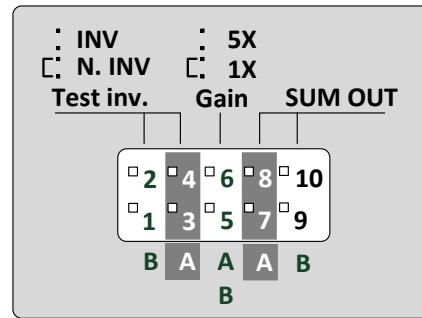 INV 5X
N. INV 1X
Test inv. Gain SUM OUT
2 4 6 8 10
1 3 5 7 9
B A A A B
B